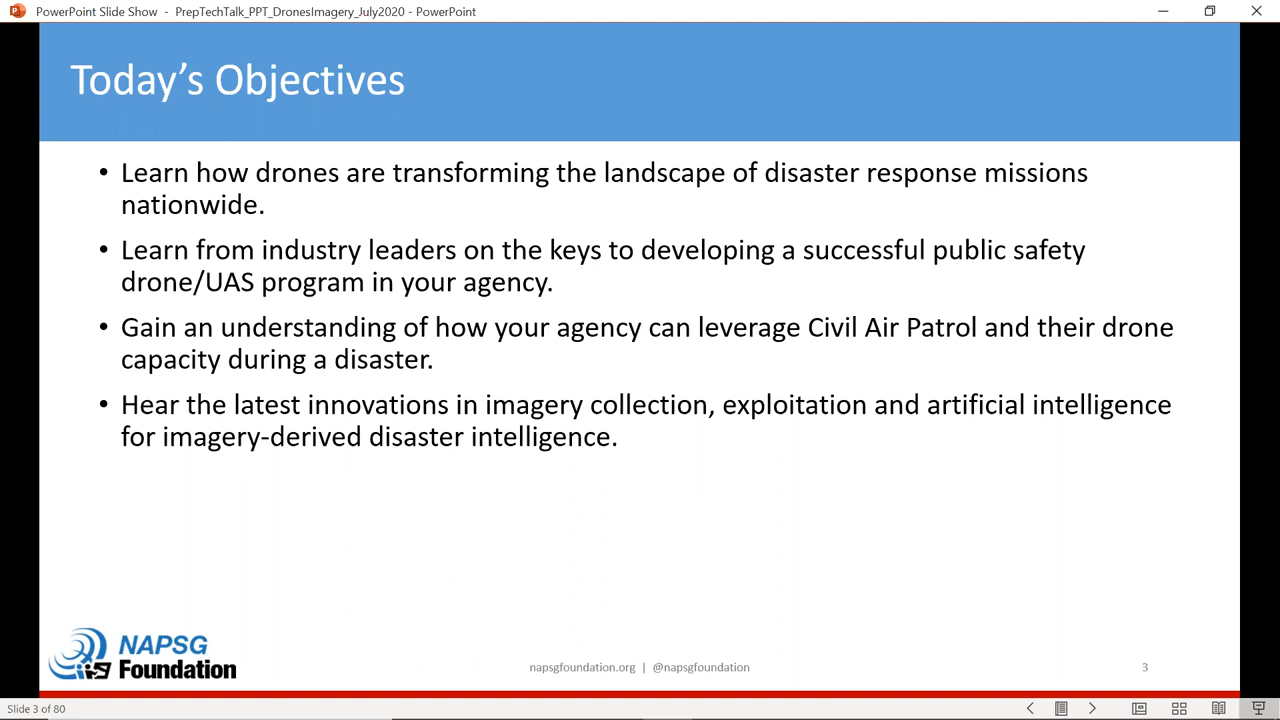 PowerPoint Slide Show - PrepTechTalk_PPT_DronesImagery_July2020 - PowerPoint
Today's Objectives
• Learn how drones are transforming the landscape of disaster response missions
nationwide.
• Learn from industry leaders on the keys to developing a successful public safety
drone/UAS program in your agency.
• Gain an understanding of how your agency can leverage Civil Air Patrol and their drone
capacity during a disaster.
• Hear the latest innovations in imagery collection, exploitation and artificial intelligence
for imagery-derived disaster intelligence.
NAPSG
Foundation
napsgfoundation.org | @napsgfoundation
3
Slide 3 of 80